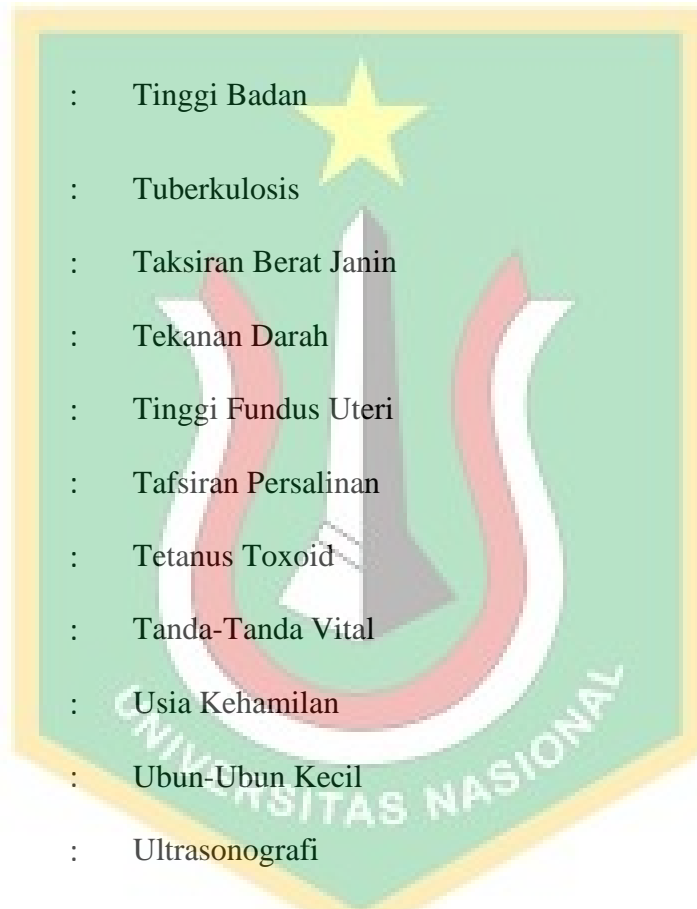 : Tinggi Badan
: Tuberkulosis
: Taksiran Berat Janin
: Tekanan Darah
: Tinggi Fundus Uteri
: Tafsiran Persalinan
: Tetanus Toxoid
: Tanda-Tanda Vital
: Usia Kehamilan
: Ubun-Ubun Kecil
: Ultrasonografi
UNIVERSITAS NASIONAL